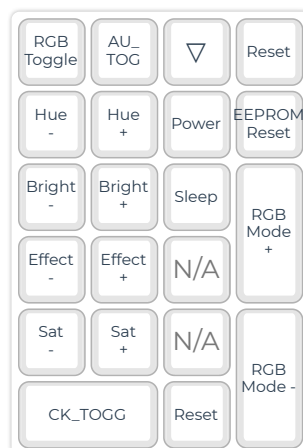 RGB
Toggle
AU_
TOG
▽
Reset
Hue
-
Hue
+
Power
EEPROM
Reset
Bright
-
Bright
+
Sleep
RGB
Mode
+
Effect
-
Effect
+
N/A
Sat
-
Sat
+
N/A
RGB
Mode -
CK_TOGG
Reset